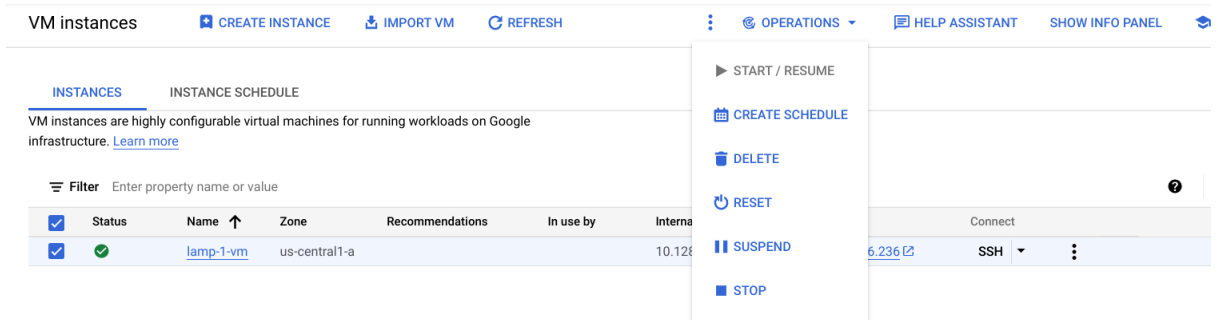 VM instances
CREATE INSTANCE
IMPORT VM
REFRESH
OPERATIONS
HELP ASSISTANT
SHOW INFO PANEL
START / RESUME
CREATE SCHEDULE
DELETE
RESET
SUSPEND
STOP
INSTANCES
INSTANCE SCHEDULE
VM instances are highly configurable virtual machines for running workloads on Google
infrastructure. Learn more
Filter Enter property name or value
Status Name Zone Recommendations In use by Interna Connect
lamp-1-vm us-central1-a 10.128 6.236 SSH